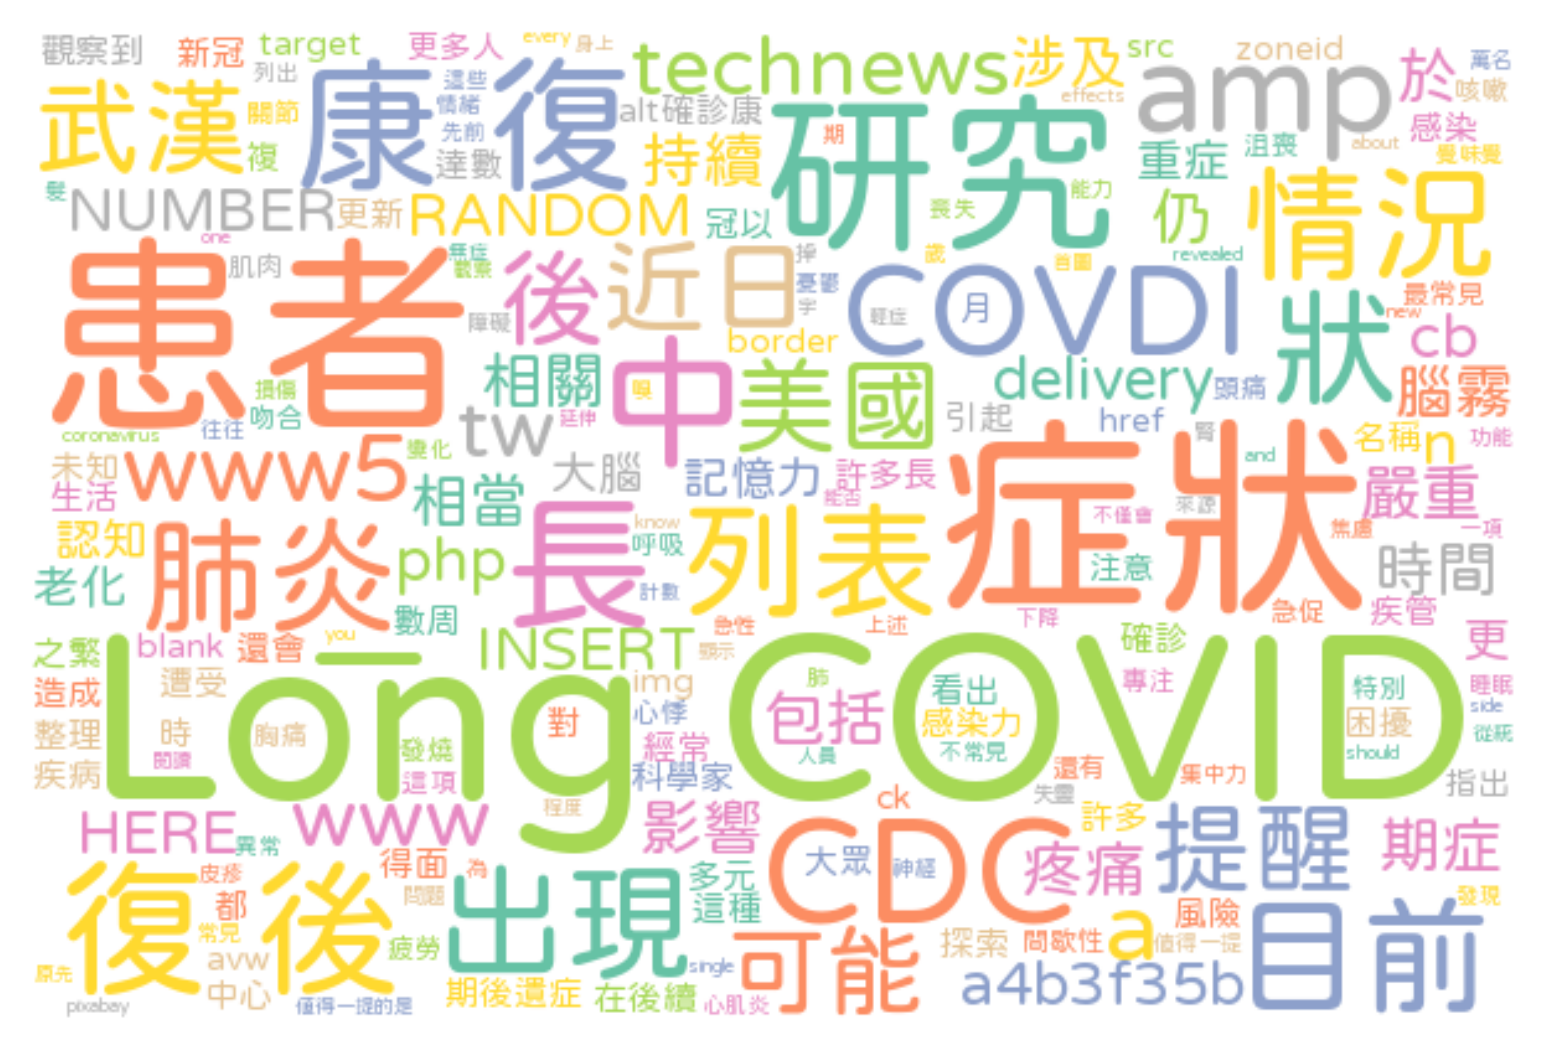 觀察到 新冠 target 更多人 every 身上 technews 涉及 src zoneid amp 於 萬名
列出 這些 咳嗽
武漢 關節 康復 情緒 alt確診康 研究 effects 感染
複 先前 達數 持續 期 重症 沮喪 about 覺味覺
髮 NUMBER 更新 RANDOM 冠以 喪失 能力 仍 情況
one 肌肉 無症 觀察 後 近日 掉 憂鬱 歲 revealed 最常見
患者 障礙 字 COVDI 輕症 月 狀 new cb
損傷 相關 border 中 美國 delivery 頭痛 腦霧
coronavirus 往往 吻合 tw 延伸 嗅 引起 href 腎 名稱 n 功能
未知 www5 變化 大腦 記憶力 許多長 能否 症狀 and 嚴重
生活 相當 長 列表 know 不僅會 來源 焦慮 一項
認知 肺炎 php 呼吸 注意 時間
老化 數周 計數 急性 上述 下降 急促 疾管
之繁 blank 還會 you INSERT 顯示 確診 更
造成 遭受 Long COVID img 肺 包括 看出 專注 特別 睡眠
整理 時 胸痛 發燒 對 心悸 感染力 困擾 side 從統
疾病 閱讀 這項 經常 科學家 人員 不常見 還有 集中力 should 指出
HERE 異常 www 程度 影響 ck 失靈 許多 提醒 期症
皮疹 得面 為 多元 CDC 大眾 神經 疼痛
復後 都 問題 出現 這種 a 風險 目前 發現
常見 疲勞 可能 探索 間歇性 值得一提
原先 avw single a4b3f35b
pixabay 中心 值得一提的是 期後遺症 在後續 心肌炎